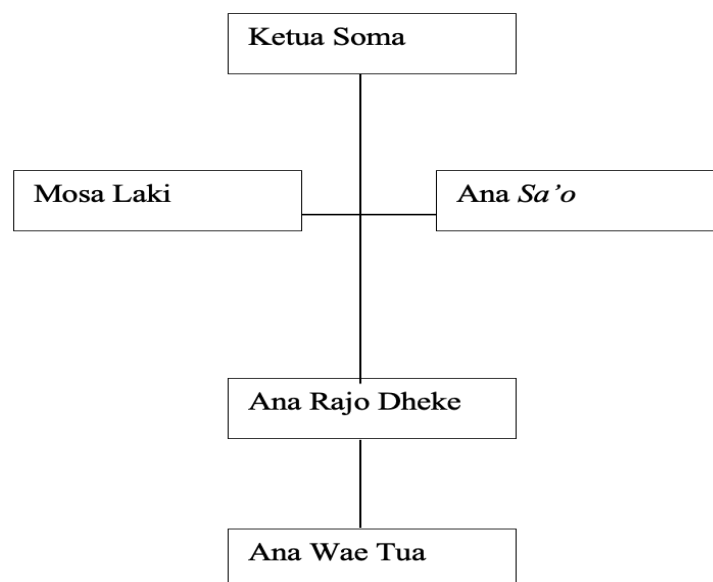 Ketua Soma
Mosa Laki
Ana Sa’o
Ana Rajo Dheke
Ana Wae Tua